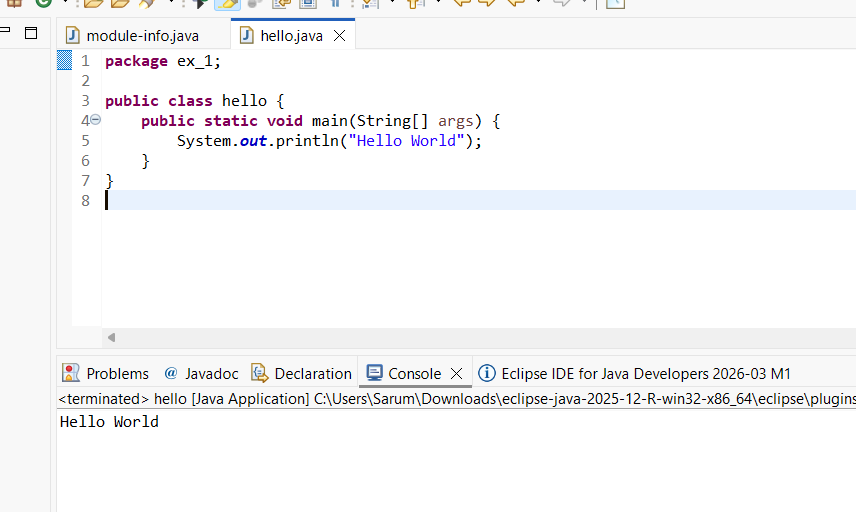 module-info.java
hello.java
1 package ex_1;
2
3 public class hello {
4     public static void main(String[] args) {
5         System.out.println("Hello World");
6     }
7 }
8
Problems @ Javadoc Declaration Console Eclipse IDE for Java Developers 2026-03 M1
<terminated> hello [Java Application] C:\Users\Sarum\Downloads\eclipse-java-2025-12-R-win32-x86_64\eclipse\plugins
Hello World